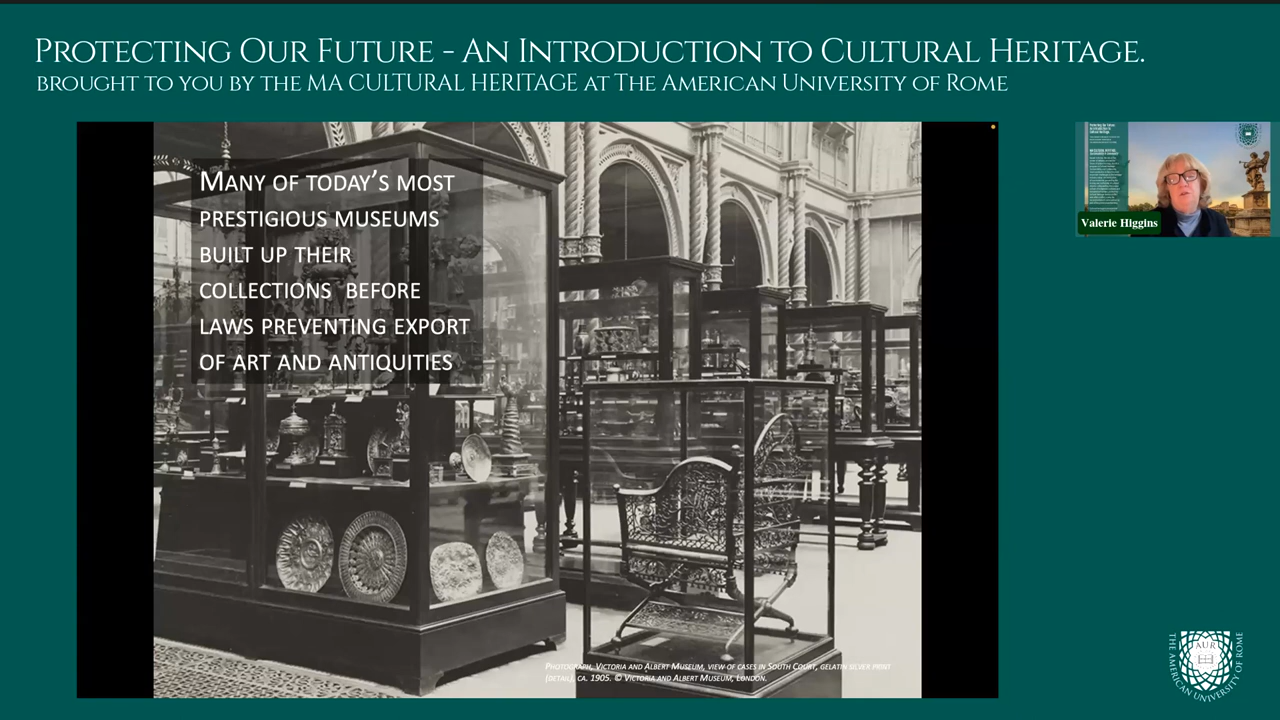 Protecting Our Future - An Introduction to Cultural Heritage.
brought to you by the MA CULTURAL HERITAGE at The American University of Rome
Many of today's most
prestigious museums
built up their
collections before
laws preventing export
of art and antiquities
Valerie Higgins
Photograph, Victoria and Albert Museum, view of cases in South Court, gelatin silver print
(detail), ca. 1905. © Victoria and Albert Museum, London.
AUR
THE AMERICAN UNIVERSITY OF ROME